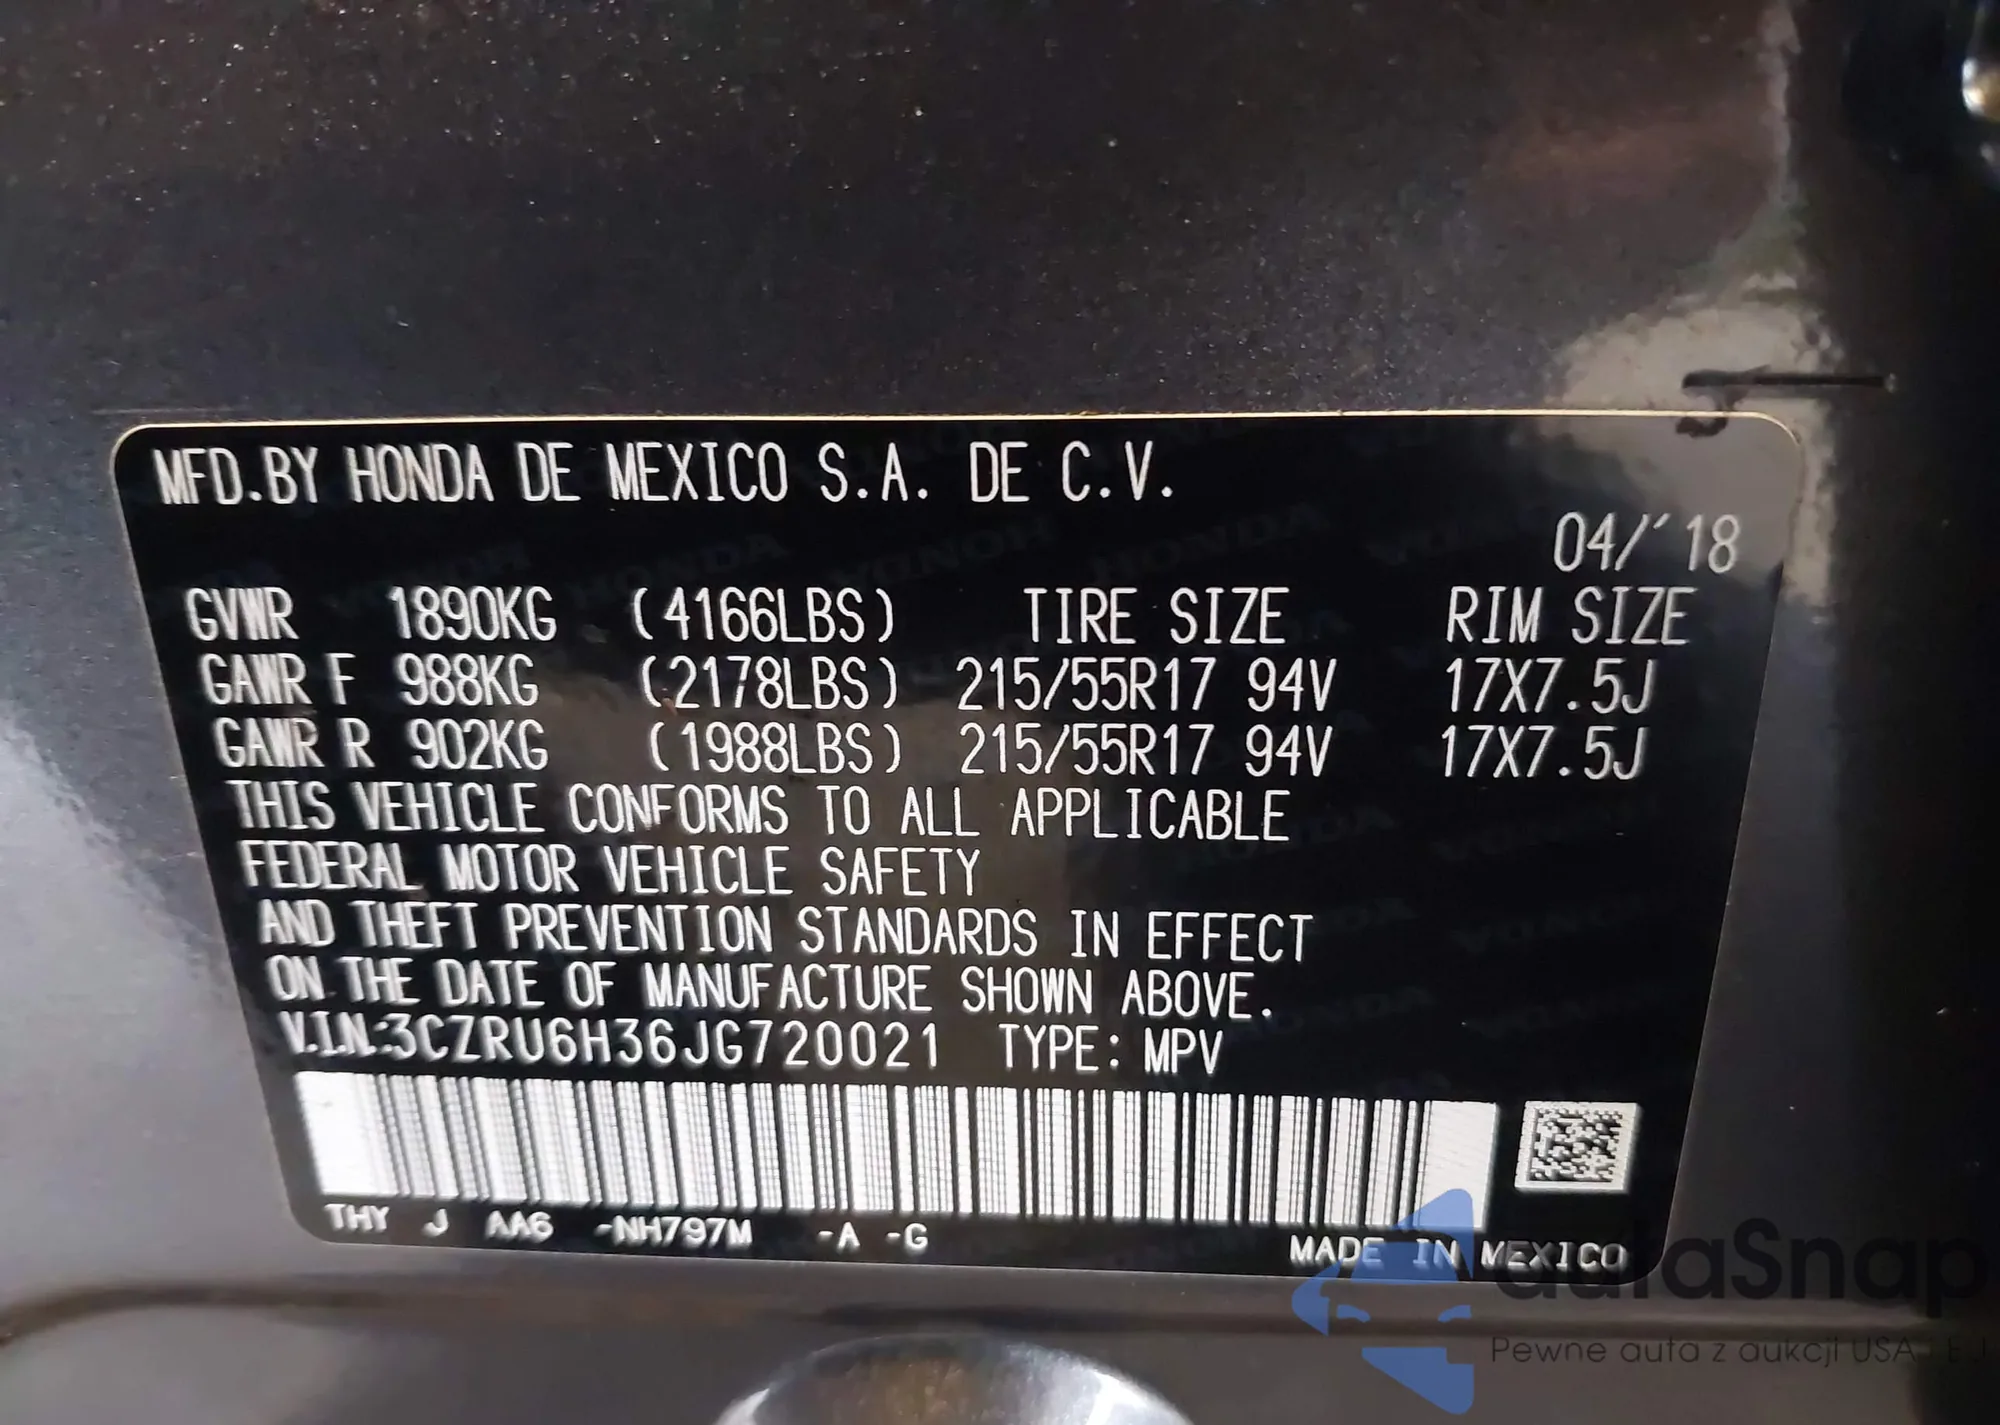 MFD.BY HONDA DE MEXICO S.A. DE C.V.
04/'18
GVWR 1890KG (4166LBS) TIRE SIZE RIM SIZE
GAWR F 988KG (2178LBS) 215/55R17 94V 17X7.5J
GAWR R 902KG (1988LBS) 215/55R17 94V 17X7.5J
THIS VEHICLE CONFORMS TO ALL APPLICABLE
FEDERAL MOTOR VEHICLE SAFETY
AND THEFT PREVENTION STANDARDS IN EFFECT
ON THE DATE OF MANUFACTURE SHOWN ABOVE.
V.I.N:3CZRU6H36JG720021 TYPE: MPV
THY J AA6 -NH797M -A -G
MADE IN MEXICO
autaSnap
Pewne auta z aukcji USA i EU